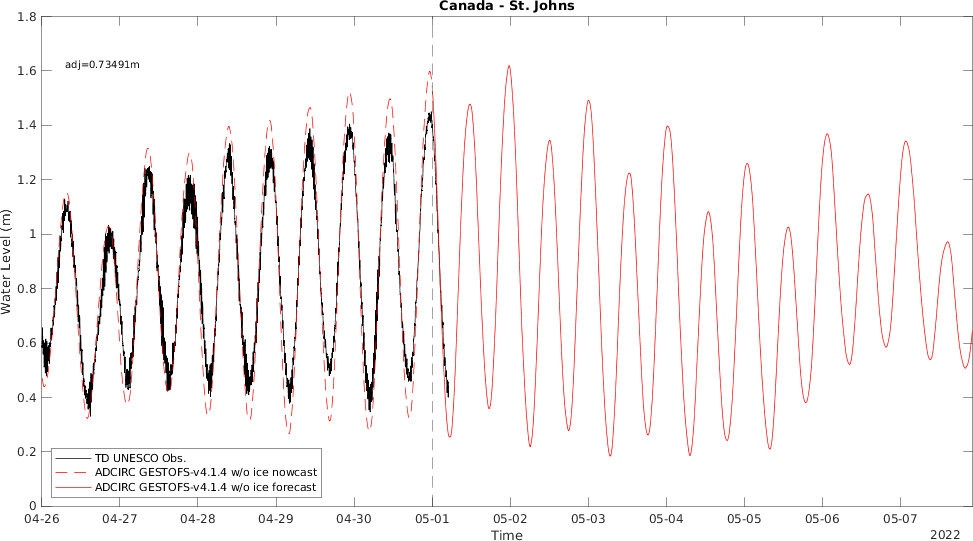 Canada - St. Johns
adj=0.73491m
Water Level (m)
1.8
1.6
1.4
1.2
1
0.8
0.6
0.4
0.2
0
TD UNESCO Obs.
ADCIRC GESTOFS-v4.1.4 w/o ice nowcast
ADCIRC GESTOFS-v4.1.4 w/o ice forecast
04-26 04-27 04-28 04-29 04-30 05-01 05-02 05-03 05-04 05-05 05-06 05-07
Time
2022